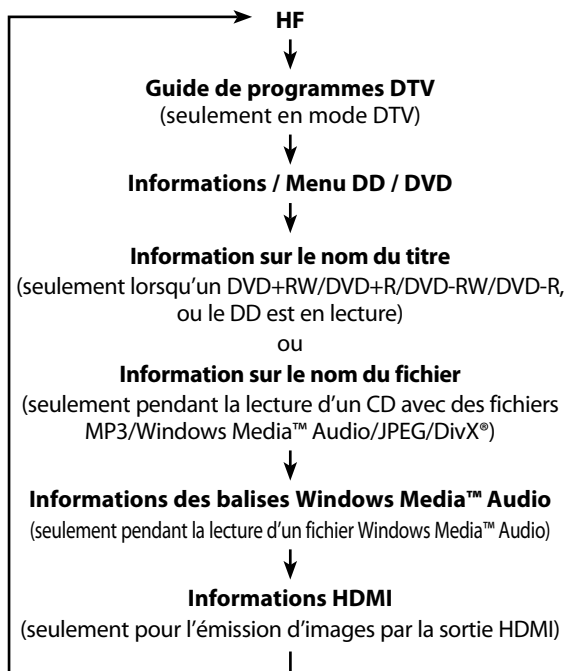 HF
Guide de programmes DTV
(seulement en mode DTV)
Informations / Menu DD / DVD
Information sur le nom du titre
(seulement lorsqu'un DVD+RW/DVD+R/DVD-RW/DVD-R,
ou le DD est en lecture)
ou
Information sur le nom du fichier
(seulement pendant la lecture d'un CD avec des fichiers
MP3/Windows Media™ Audio/JPEG/DivX®)
Informations des balises Windows Media™ Audio
(seulement pendant la lecture d'un fichier Windows Media™ Audio)
Informations HDMI
(seulement pour l'émission d'images par la sortie HDMI)